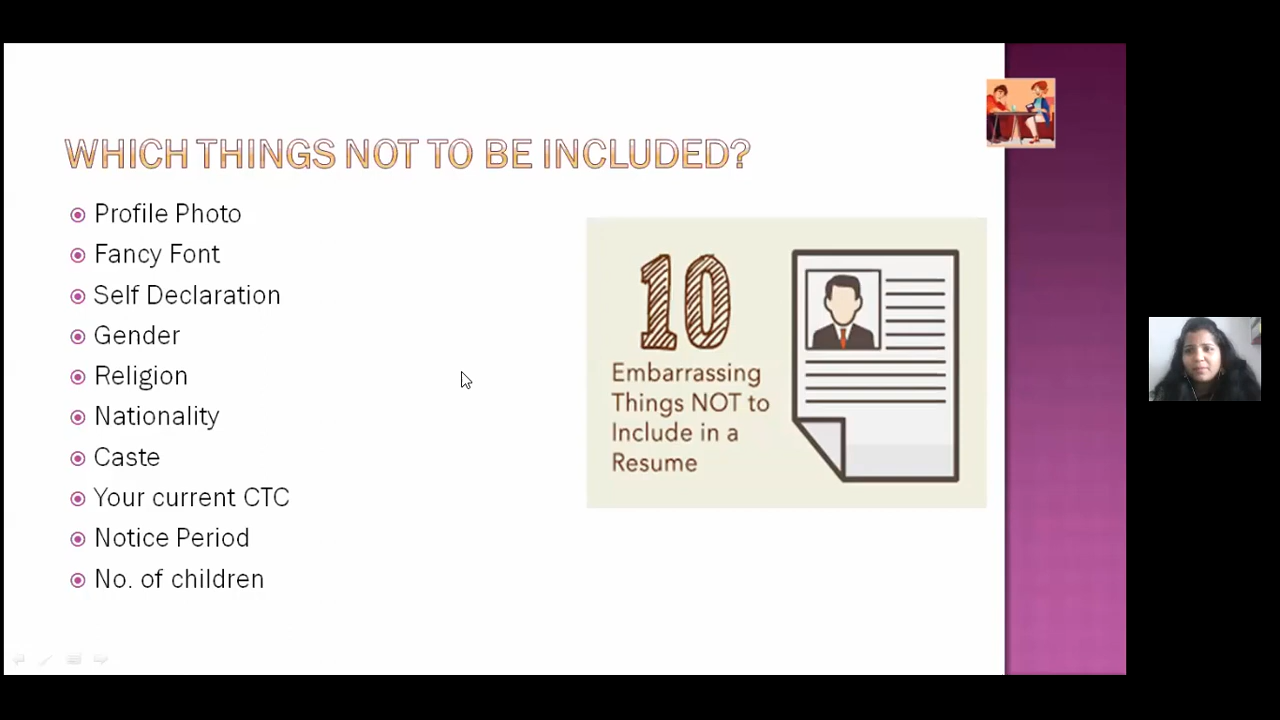 WHICH THINGS NOT TO BE INCLUDED?
Profile Photo
Fancy Font
Self Declaration
Gender
Religion
Nationality
Caste
Your current CTC
Notice Period
No. of children
10
Embarrassing
Things NOT to
Include in a
Resume